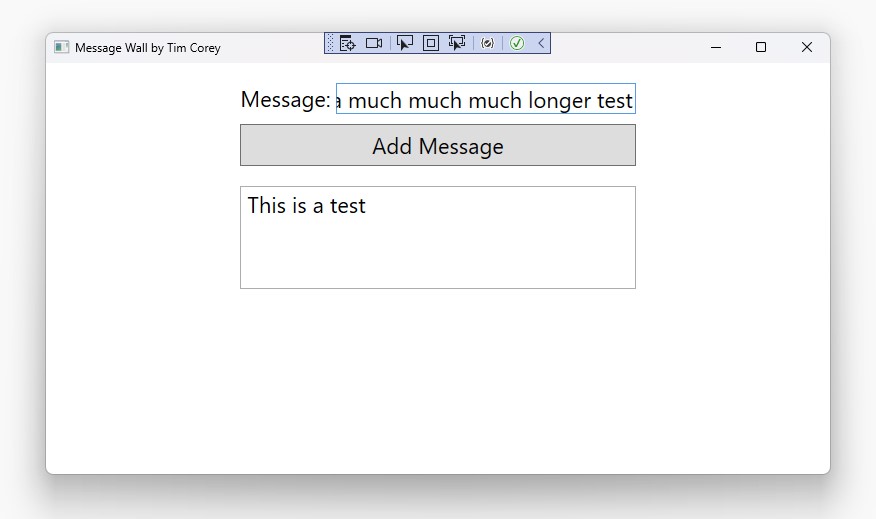 Message Wall by Tim Corey
Message: a much much much longer test
Add Message
This is a test